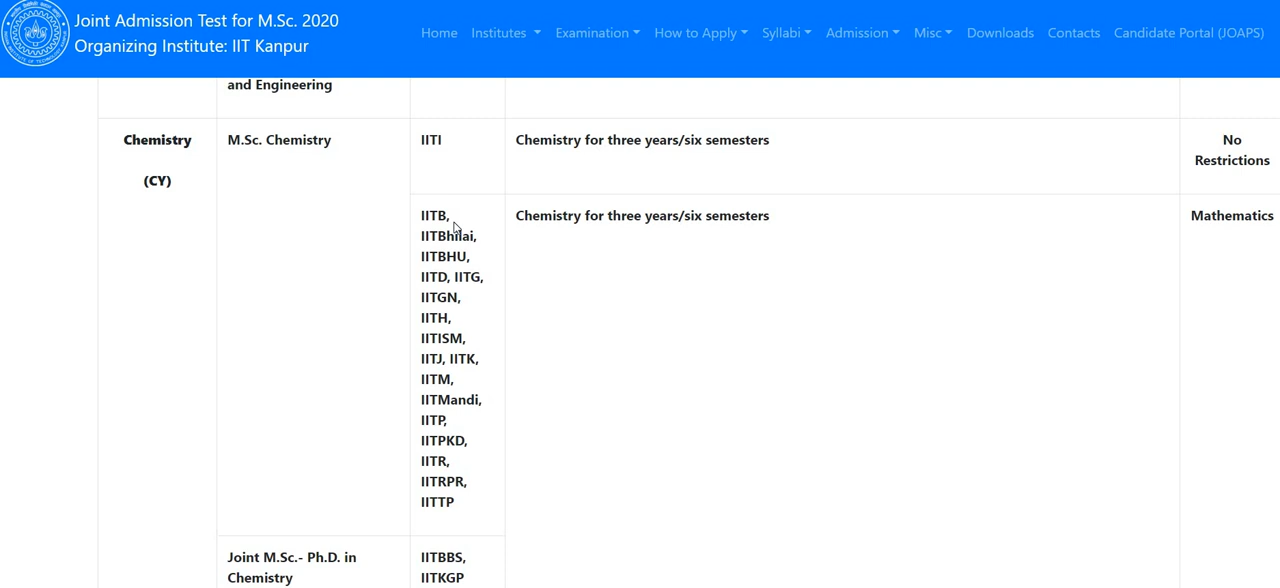 Joint Admission Test for M.Sc. 2020
Organizing Institute: IIT Kanpur
Home Institutes Examination How to Apply Syllabi Admission Misc Downloads Contacts Candidate Portal (JOAPS)
and Engineering
Chemistry
(CY)
M.Sc. Chemistry
IITI
Chemistry for three years/six semesters
No
Restrictions
IITB,
IITBhilai,
IITBHU,
IITD, IITG,
IITGN,
IITH,
IITISM,
IITJ, IITK,
IITM,
IITMandi,
IITP,
IITPKD,
IITR,
IITRPR,
IITTP
Chemistry for three years/six semesters
Mathematics
Joint M.Sc.- Ph.D. in
Chemistry
IITBBS,
IITKGP